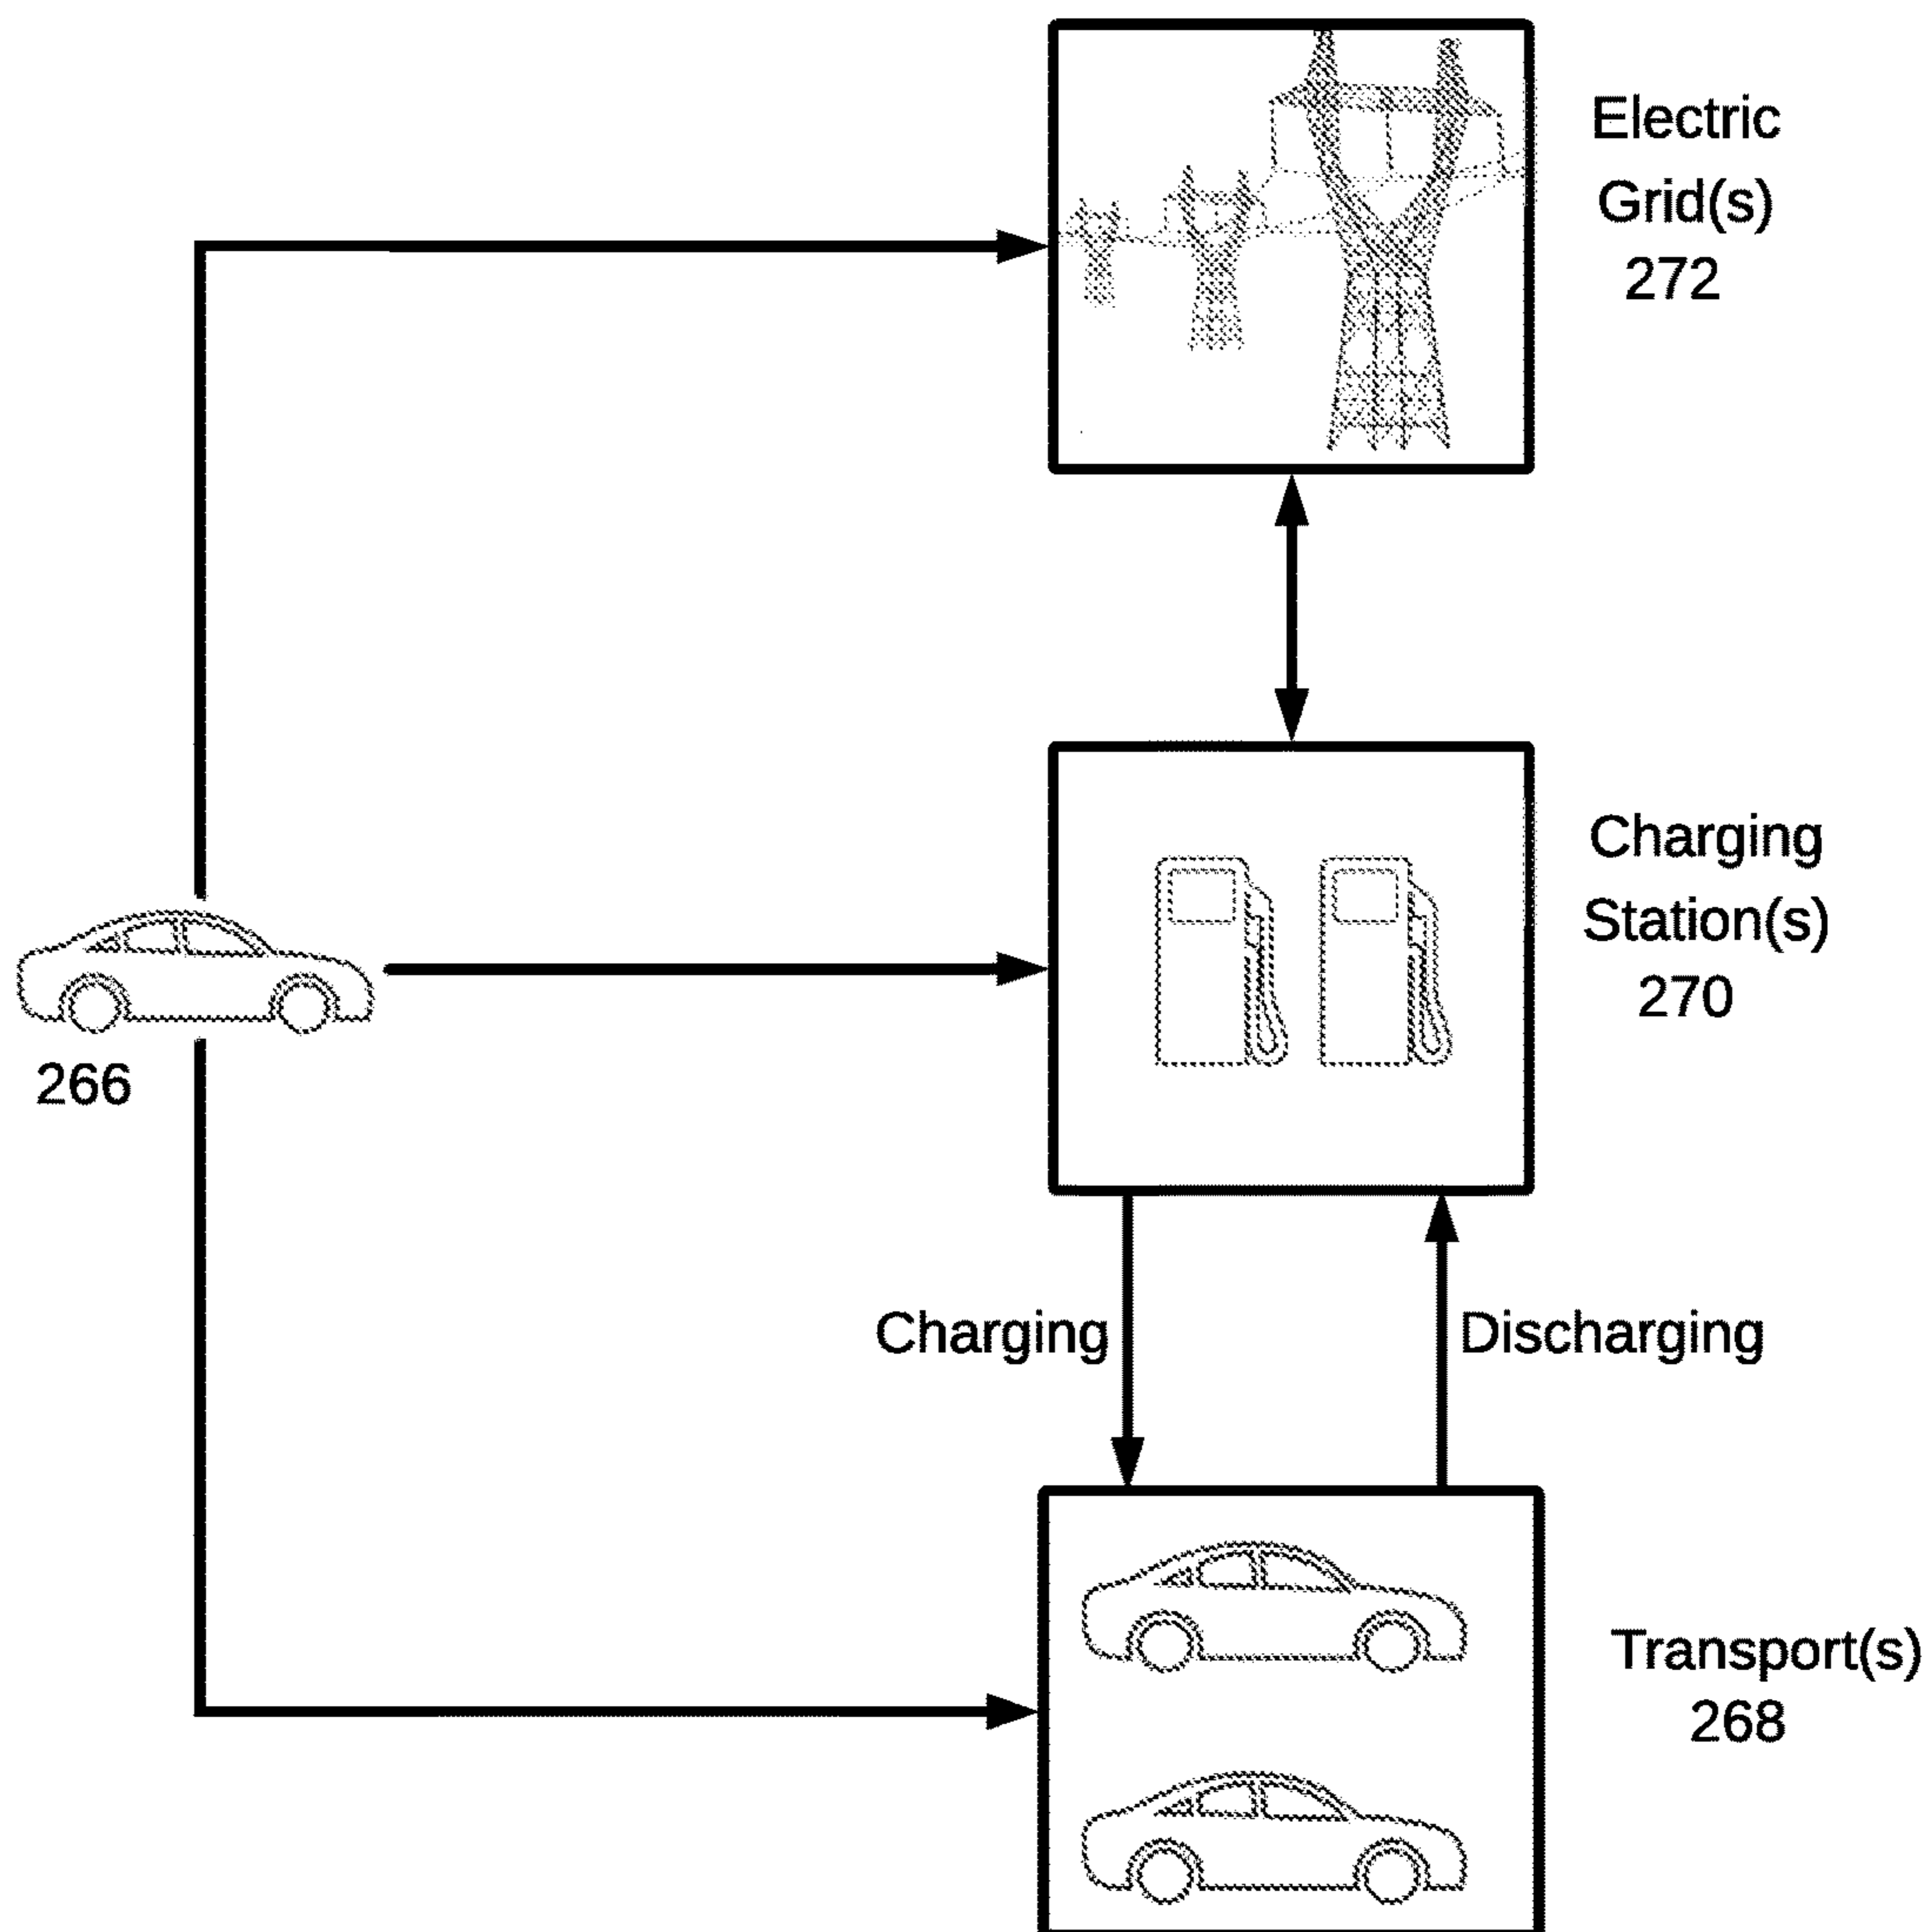 Electric
Grid(s)
272
Charging
Station(s)
270
266
Charging
Discharging
Transport(s)
268